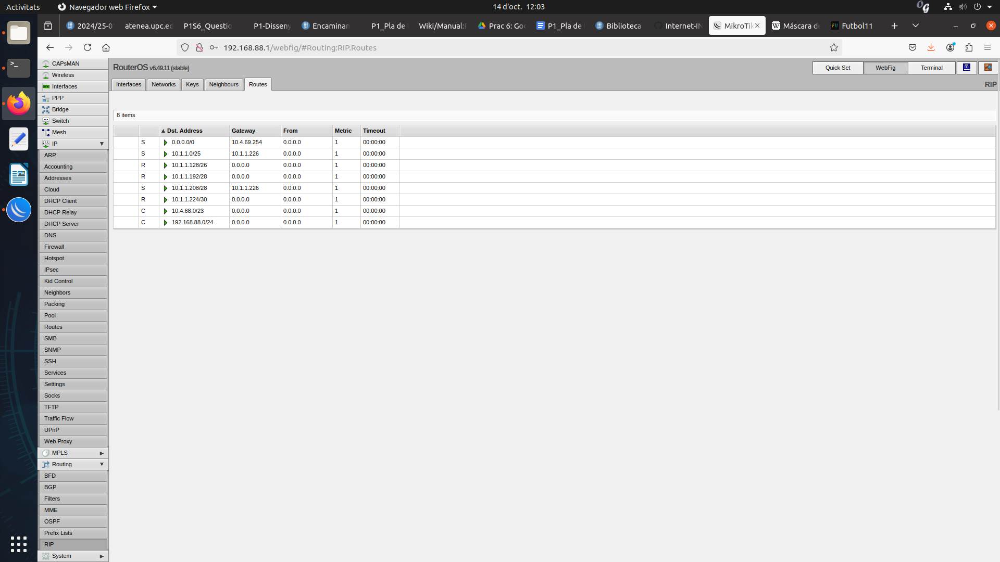 Activitats Navegador web Firefox 14 d'oct. 12:03
2024/25-0 atenea.upc.ed P1S6_Questio P1-Disseny Encaminan P1_Pla de Wiki/Manual: Prac 6: Goo P1_Pla de Biblioteca Internet-IN MikroTik Máscara de Futbol11
192.168.88.1/webfig/#Routing:RIP.Routes
RouterOS v6.49.11 (stable) Quick Set WebFig Terminal
Interfaces Networks Keys Neighbours Routes RIP
8 items
Dst. Address Gateway From Metric Timeout
S 0.0.0.0/0 10.4.69.254 0.0.0.0 1 00:00:00
S 10.1.1.0/25 10.1.1.226 0.0.0.0 1 00:00:00
R 10.1.1.128/26 0.0.0.0 0.0.0.0 1 00:00:00
R 10.1.1.192/28 0.0.0.0 0.0.0.0 1 00:00:00
S 10.1.1.208/28 10.1.1.226 0.0.0.0 1 00:00:00
R 10.1.1.224/30 0.0.0.0 0.0.0.0 1 00:00:00
C 10.4.68.0/23 0.0.0.0 0.0.0.0 1 00:00:00
C 192.168.88.0/24 0.0.0.0 0.0.0.0 1 00:00:00
CAPsMAN
Wireless
Interfaces
PPP
Bridge
Switch
Mesh
IP
ARP
Accounting
Addresses
Cloud
DHCP Client
DHCP Relay
DHCP Server
DNS
Firewall
Hotspot
IPsec
Kid Control
Neighbors
Packing
Pool
Routes
SMB
SNMP
SSH
Services
Settings
Socks
TFTP
Traffic Flow
UPnP
Web Proxy
MPLS
Routing
BFD
BGP
Filters
MME
OSPF
Prefix Lists
RIP
System